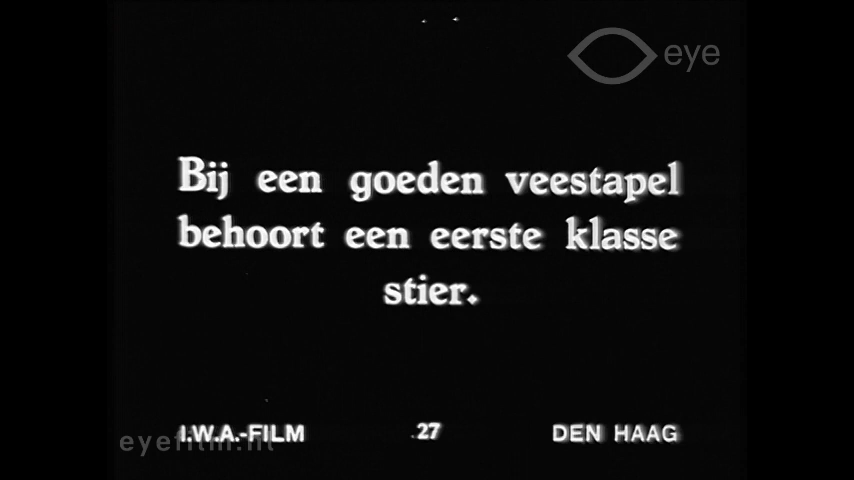 eye
Bij een goeden veestapel
behoort een eerste klasse
stier.
I.W.A.-FILM 27 DEN HAAG
eyefilm.nl